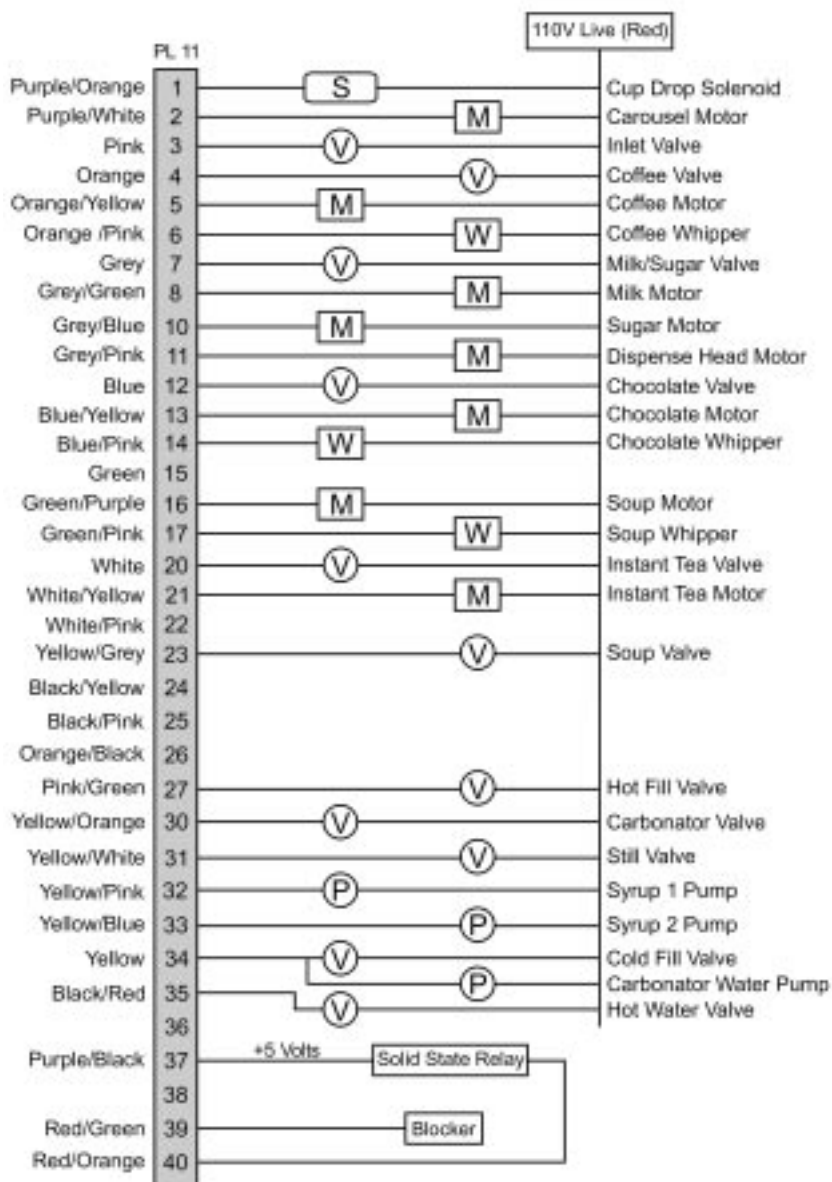 110V Live (Red)
PL 11
Purple/Orange 1 S Cup Drop Solenoid
Purple/White 2 M Carousel Motor
Pink 3 V Inlet Valve
Orange 4 V Coffee Valve
Orange/Yellow 5 M Coffee Motor
Orange /Pink 6 W Coffee Whipper
Grey 7 V Milk/Sugar Valve
Grey/Green 8 M Milk Motor
Grey/Blue 10 M Sugar Motor
Grey/Pink 11 M Dispense Head Motor
Blue 12 V Chocolate Valve
Blue/Yellow 13 M Chocolate Motor
Blue/Pink 14 W Chocolate Whipper
Green 15
Green/Purple 16 M Soup Motor
Green/Pink 17 W Soup Whipper
White 20 V Instant Tea Valve
White/Yellow 21 M Instant Tea Motor
White/Pink 22
Yellow/Grey 23 V Soup Valve
Black/Yellow 24
Black/Pink 25
Orange/Black 26
Pink/Green 27 V Hot Fill Valve
Yellow/Orange 30 V Carbonator Valve
Yellow/White 31 V Still Valve
Yellow/Pink 32 P Syrup 1 Pump
Yellow/Blue 33 P Syrup 2 Pump
Yellow 34 V Cold Fill Valve
P Carbonator Water Pump
Black/Red 35 V Hot Water Valve
36
Purple/Black 37 +5 Volts Solid State Relay
38
Red/Green 39 Blocker
Red/Orange 40